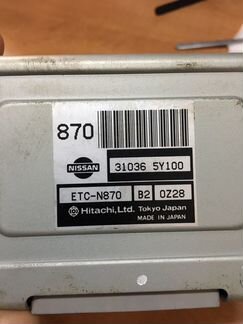 870
NISSAN 31036 5Y100
ETC-N870 B2 0Z28
Hitachi,Ltd. Tokyo Japan
MADE IN JAPAN